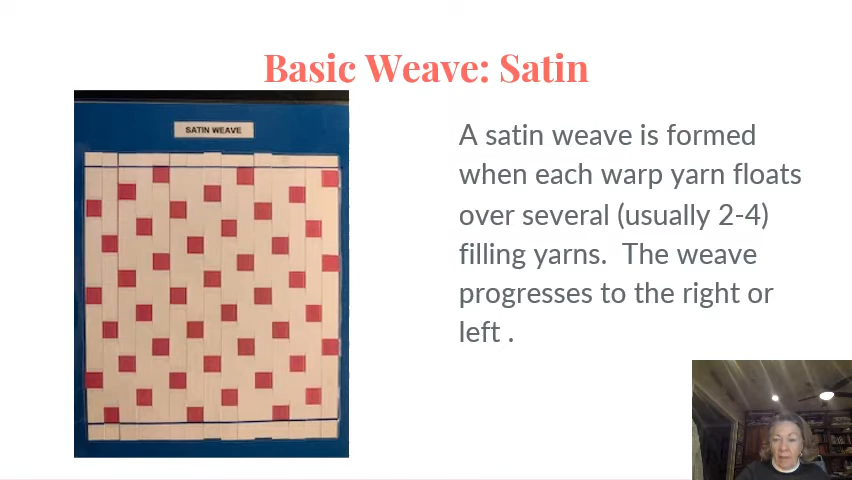 Basic Weave: Satin
SATIN WEAVE
A satin weave is formed
when each warp yarn floats
over several (usually 2-4)
filling yarns.  The weave
progresses to the right or
left .